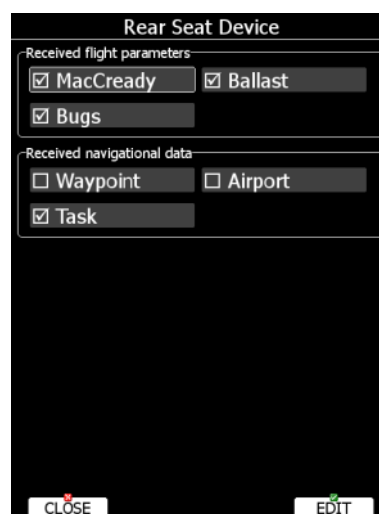 Rear Seat Device
Received flight parameters
MacCready Ballast
Bugs
Received navigational data
Waypoint Airport
Task
CLOSE EDIT